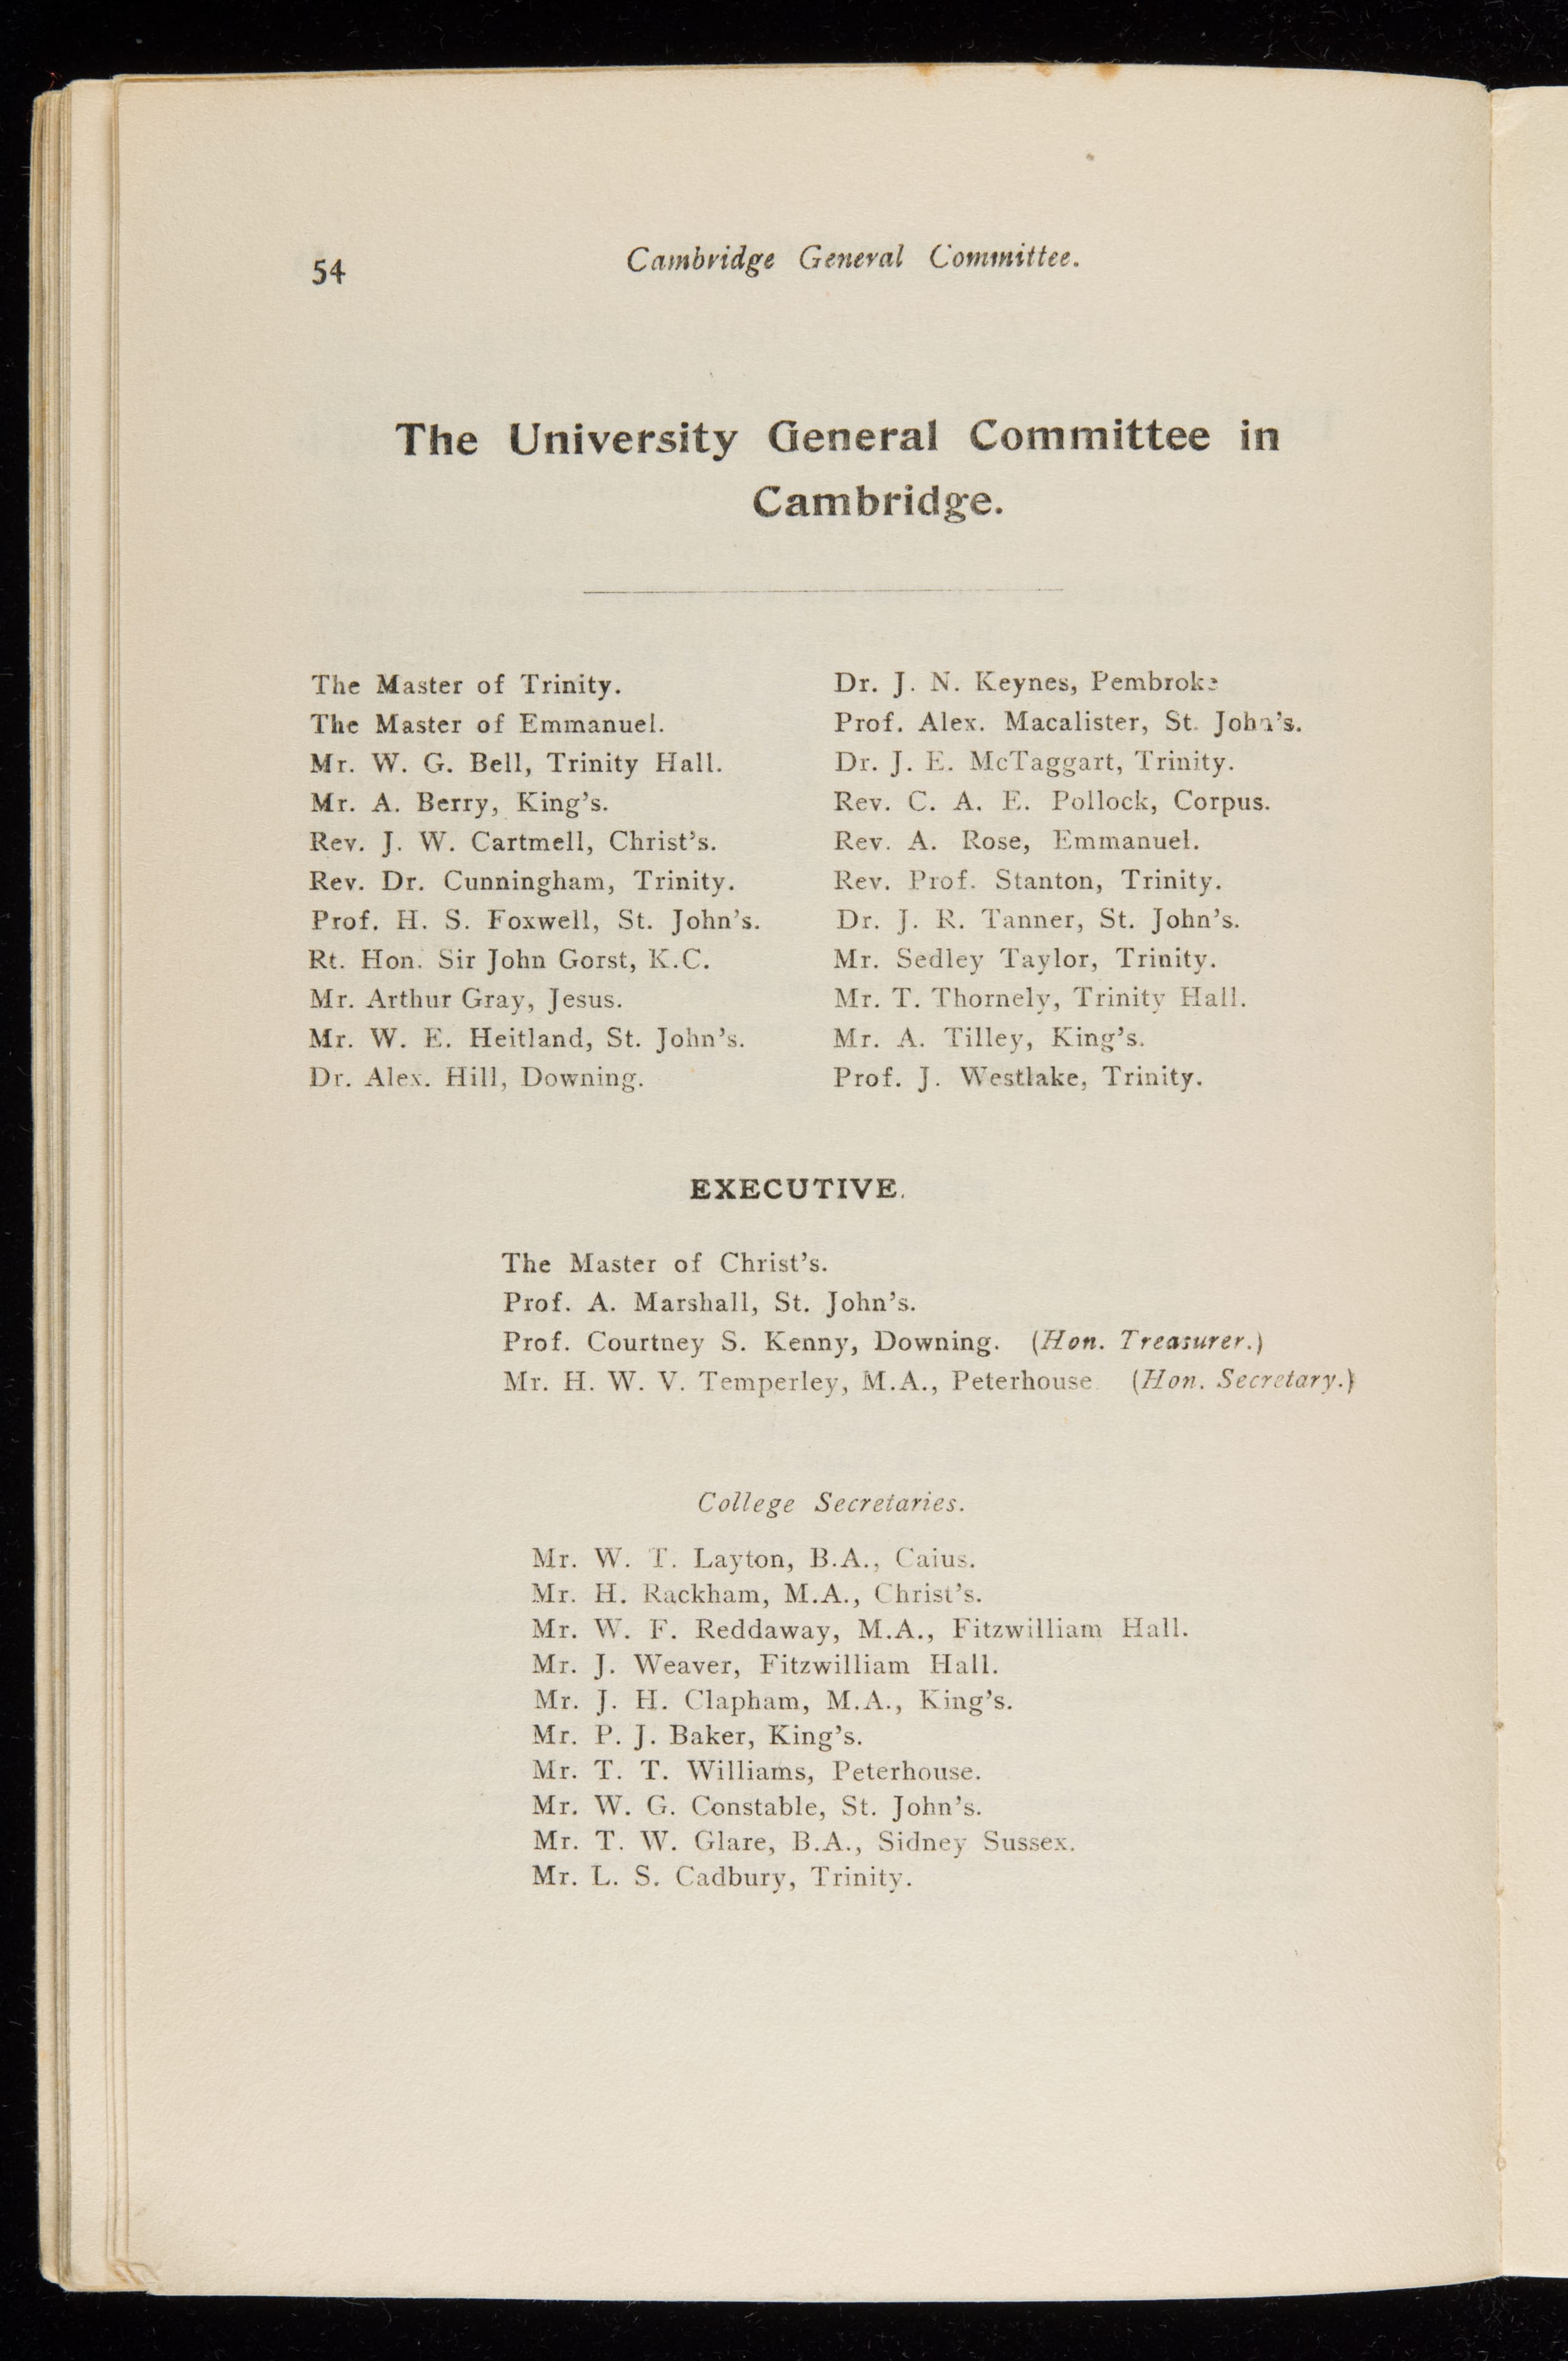 54
Cambridge General Committee.
The University General Committee in
Cambridge.
The Master of Trinity.
The Master of Emmanuel.
Mr. W. G. Bell, Trinity Hall.
Mr. A. Berry, King's.
Rev. J. W. Cartmell, Christ's.
Rev. Dr. Cunningham, Trinity.
Prof. H. S. Foxwell, St. John's.
Rt. Hon. Sir John Gorst, K.C.
Mr. Arthur Gray, Jesus.
Mr. W. E. Heitland, St. John's.
Dr. Alex. Hill, Downing.
Dr. J. N. Keynes, Pembroke
Prof. Alex. Macalister, St. John's.
Dr. J. E. McTaggart, Trinity.
Rev. C. A. E. Pollock, Corpus.
Rev. A. Rose, Emmanuel.
Rev. Prof. Stanton, Trinity.
Dr. J. R. Tanner, St. John's.
Mr. Sedley Taylor, Trinity.
Mr. T. Thornely, Trinity Hall.
Mr. A. Tilley, King's.
Prof. J. Westlake, Trinity.
EXECUTIVE.
The Master of Christ's.
Prof. A. Marshall, St. John's.
Prof. Courtney S. Kenny, Downing. (Hon. Treasurer.)
Mr. H. W. V. Temperley, M.A., Peterhouse (Hon. Secretary.)
College Secretaries.
Mr. W. T. Layton, B.A., Caius.
Mr. H. Rackham, M.A., Christ's.
Mr. W. F. Reddaway, M.A., Fitzwilliam Hall.
Mr. J. Weaver, Fitzwilliam Hall.
Mr. J. H. Clapham, M.A., King's.
Mr. P. J. Baker, King's.
Mr. T. T. Williams, Peterhouse.
Mr. W. G. Constable, St. John's.
Mr. T. W. Glare, B.A., Sidney Sussex.
Mr. L. S. Cadbury, Trinity.